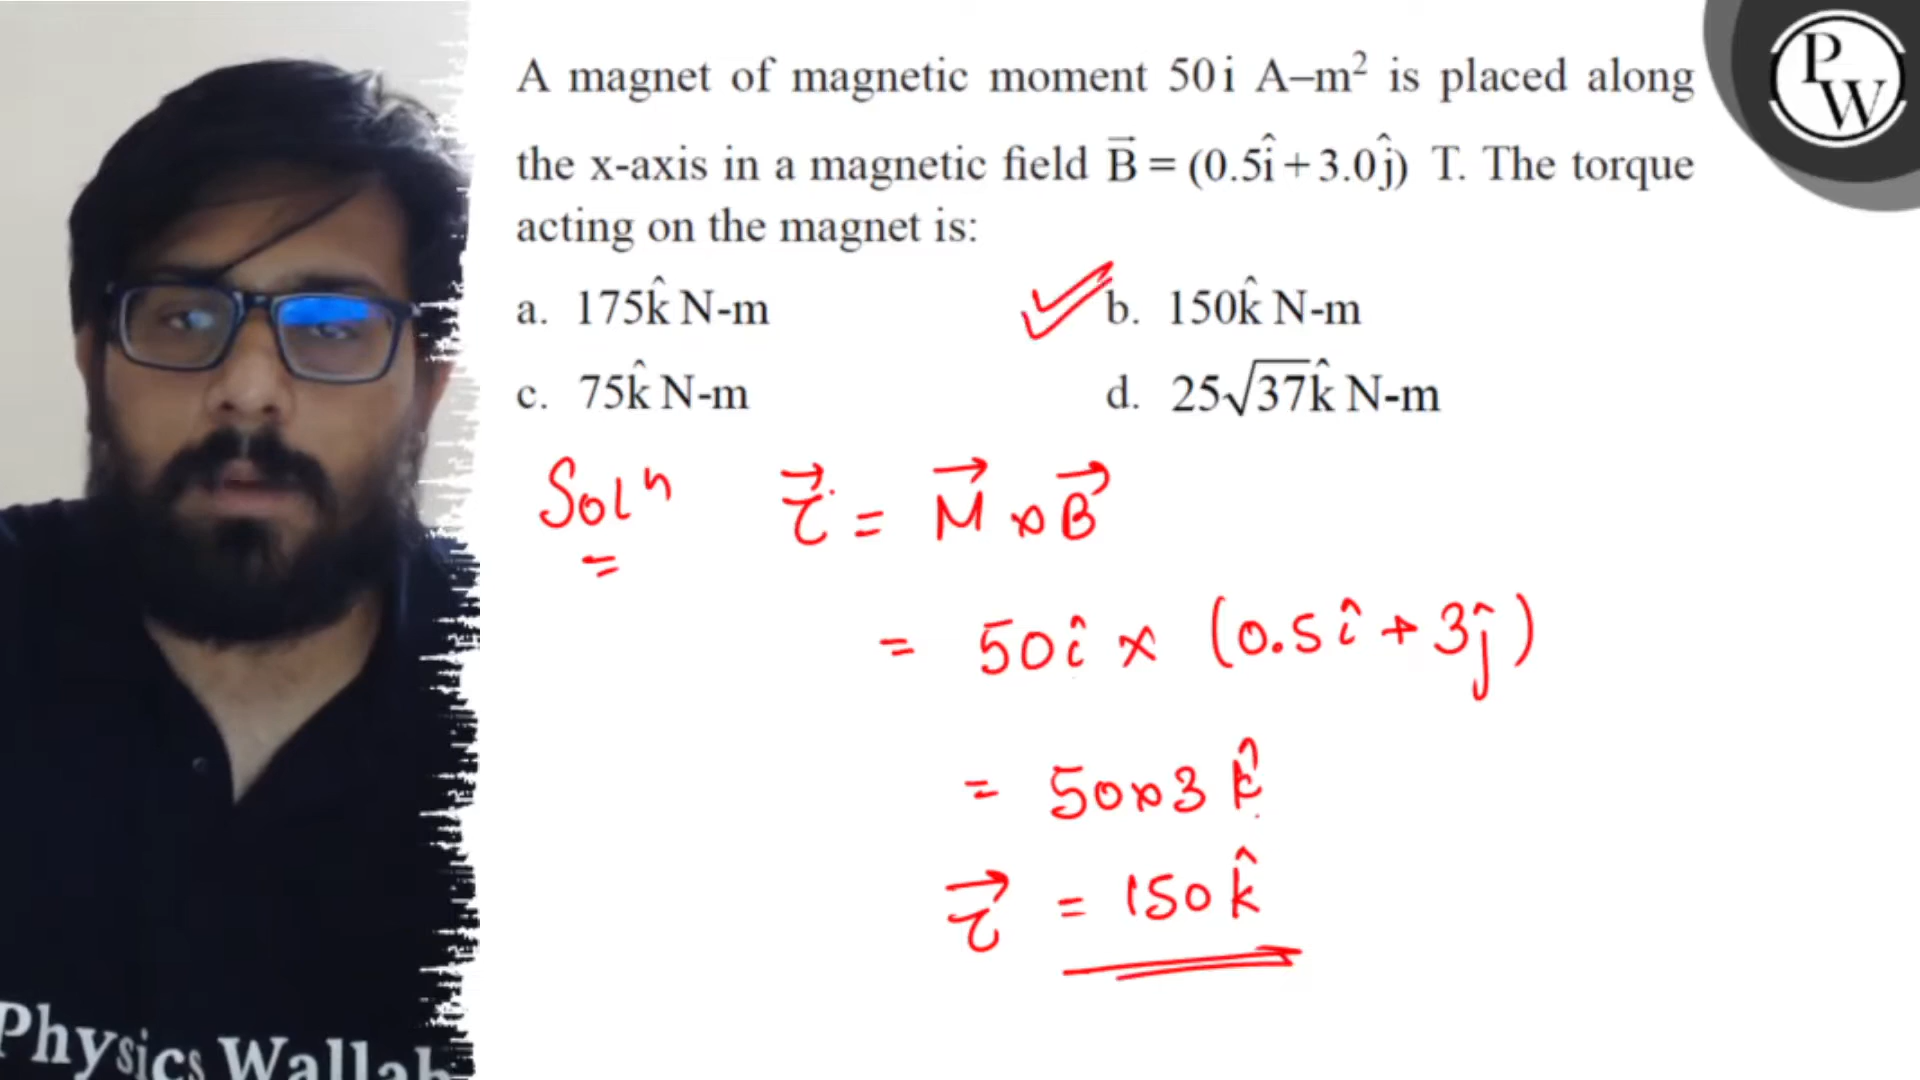 A magnet of magnetic moment 50i A–m² is placed along
the x-axis in a magnetic field B⃗ = (0.5î + 3.0ĵ) T. The torque
acting on the magnet is:
a. 175k̂ N-m
b. 150k̂ N-m
c. 75k̂ N-m
d. 25√37k̂ N-m
Solⁿ
τ⃗ = M⃗ × B⃗
= 50î × (0.5î + 3ĵ)
= 50×3 k̂
τ⃗ = 150k̂
PW
Physics Wallah